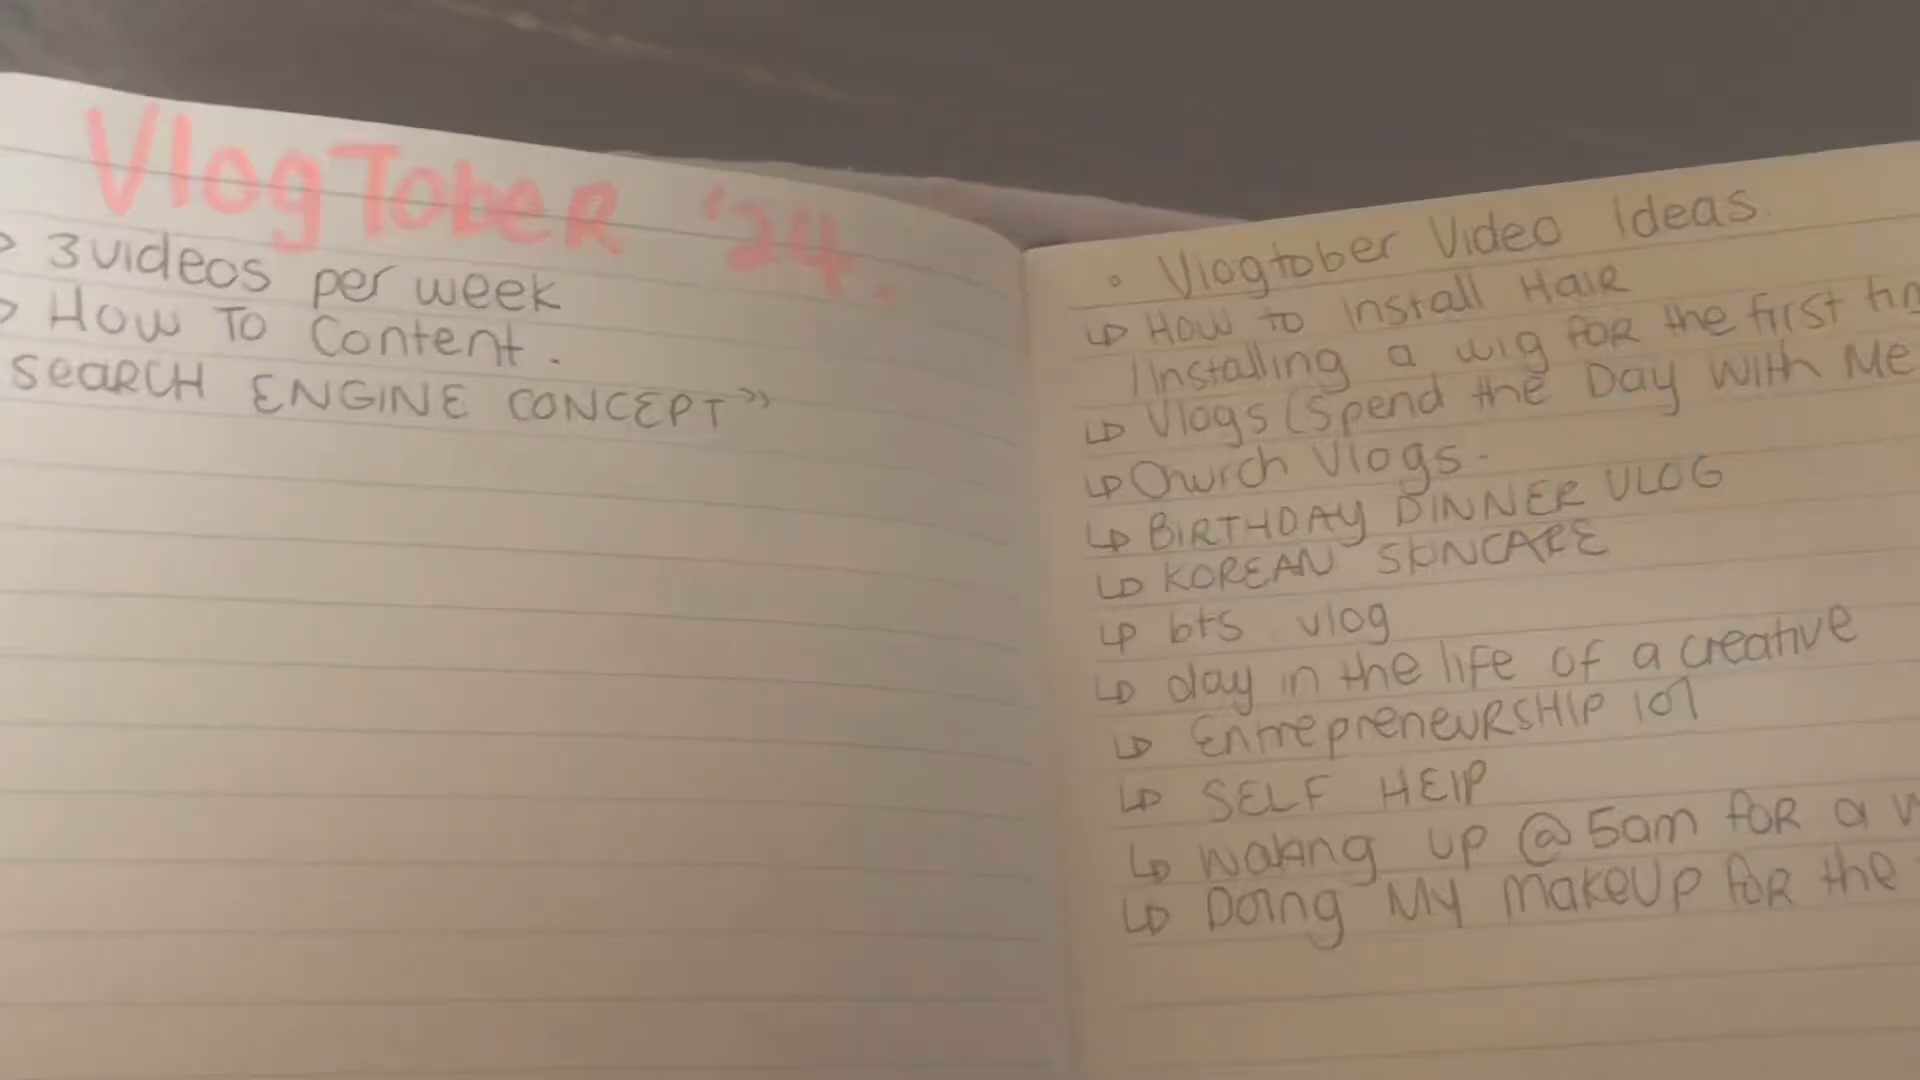 VlogTobeR '24.
3 videos per week
How To Content.
SEARCH ENGINE CONCEPT”
• Vlogtober Video Ideas.
↳ How to install HaiR
/Installing a wig foR the first
↳ Vlogs (Spend the Day With Me
↳ Church Vlogs.
↳ BIRTHDAY DINNER VLOG
↳ KOREAN SKINCARE
↳ bts vlog
↳ day in the life of a creative
↳ EntrepreneuRSHIP 101
↳ SELF HElP
↳ waking up @ 5am foR a
↳ Doing My MakeUp foR the